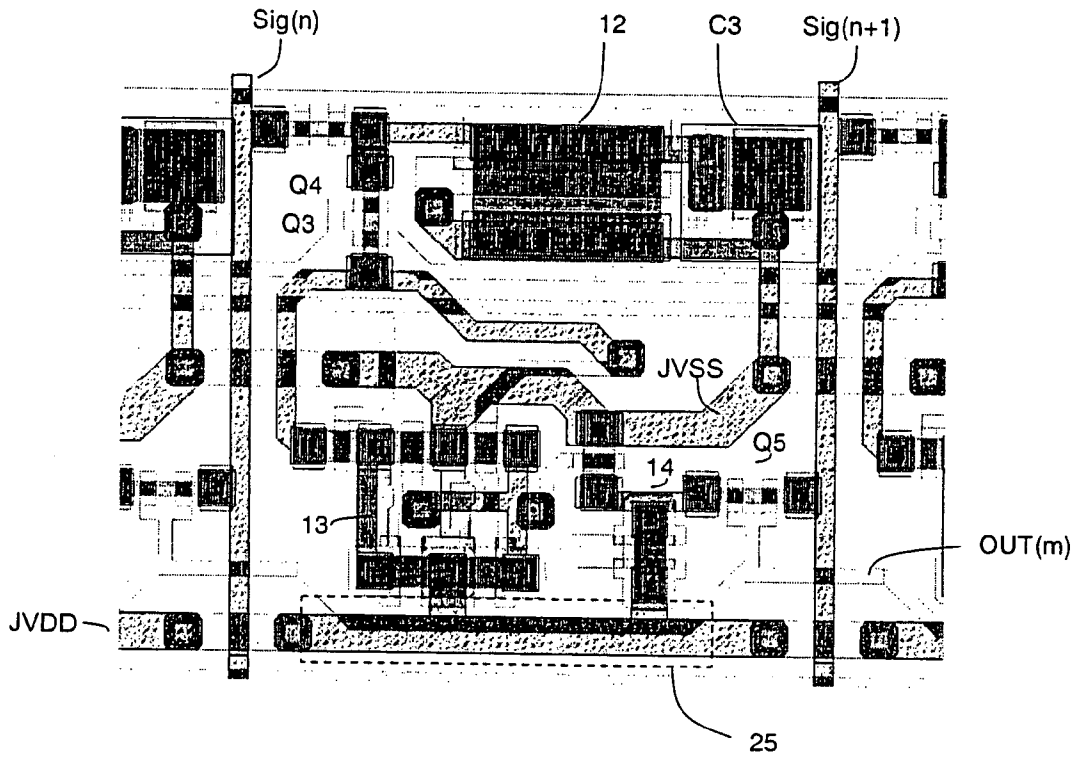 Sig(n)
12
C3
Sig(n+1)
Q4
Q3
JVSS
Q5
14
13
OUT(m)
JVDD
25